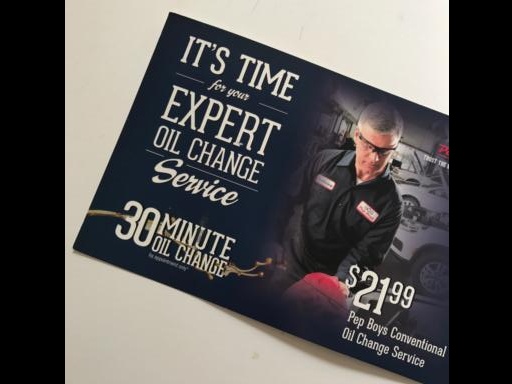 IT'S TIME
for your
EXPERT
OIL CHANGE
Service
30 MINUTE
OIL CHANGE
$21.99
Pep Boys Conventional
Oil Change Service